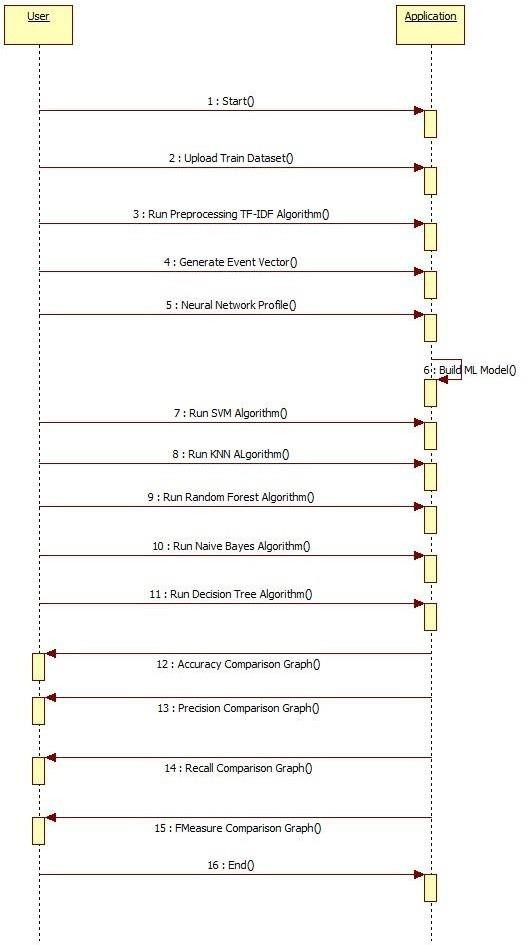 User
Application
1 : Start()
2 : Upload Train Dataset()
3 : Run Preprocessing TF-IDF Algorithm()
4 : Generate Event Vector()
5 : Neural Network Profile()
6 : Build ML Model()
7 : Run SVM Algorithm()
8 : Run KNN ALgorithm()
9 : Run Random Forest Algorithm()
10 : Run Naive Bayes Algorithm()
11 : Run Decision Tree Algorithm()
12 : Accuracy Comparison Graph()
13 : Precision Comparison Graph()
14 : Recall Comparison Graph()
15 : FMeasure Comparison Graph()
16 : End()